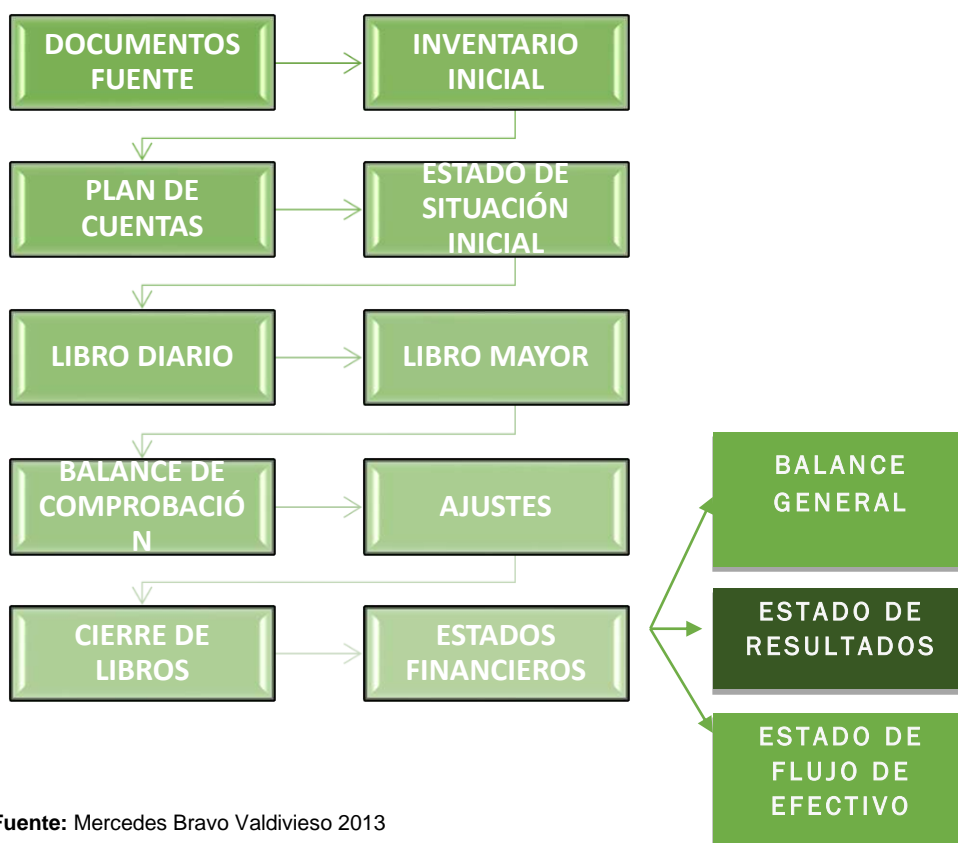 DOCUMENTOS
FUENTE
INVENTARIO
INICIAL
PLAN DE
CUENTAS
ESTADO DE
SITUACIÓN
INICIAL
LIBRO DIARIO
LIBRO MAYOR
BALANCE DE
COMPROBACIÓ
N
AJUSTES
CIERRE DE
LIBROS
ESTADOS
FINANCIEROS
BALANCE
GENERAL
ESTADO DE
RESULTADOS
ESTADO DE
FLUJO DE
EFECTIVO
Fuente: Mercedes Bravo Valdivieso 2013